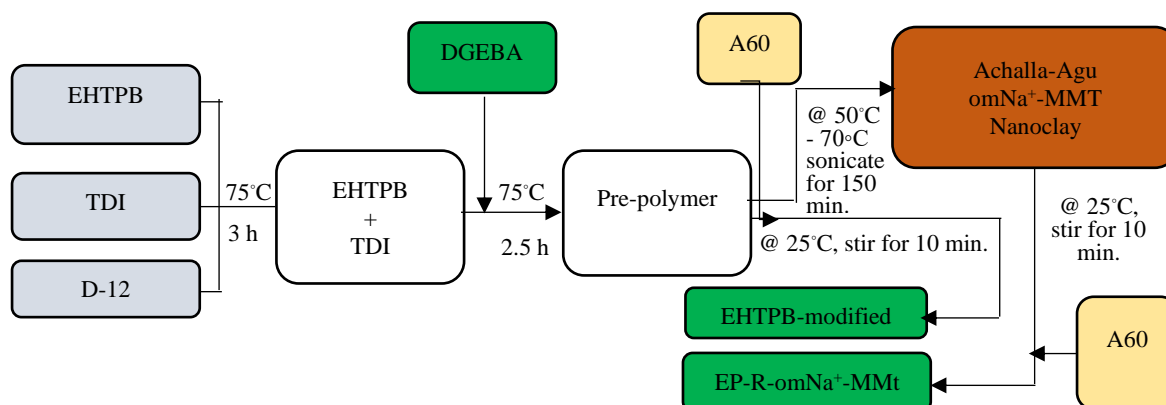 EHTPB
TDI
D-12
75°C
3 h
EHTPB
+
TDI
DGEBA
75°C
2.5 h
Pre-polymer
A60
@ 50°C
- 70◦C
sonicate
for 150
min.
@ 25°C, stir for 10 min.
Achalla-Agu
omNa⁺-MMT
Nanoclay
@ 25°C,
stir for 10
min.
A60
EHTPB-modified
EP-R-omNa⁺-MMt